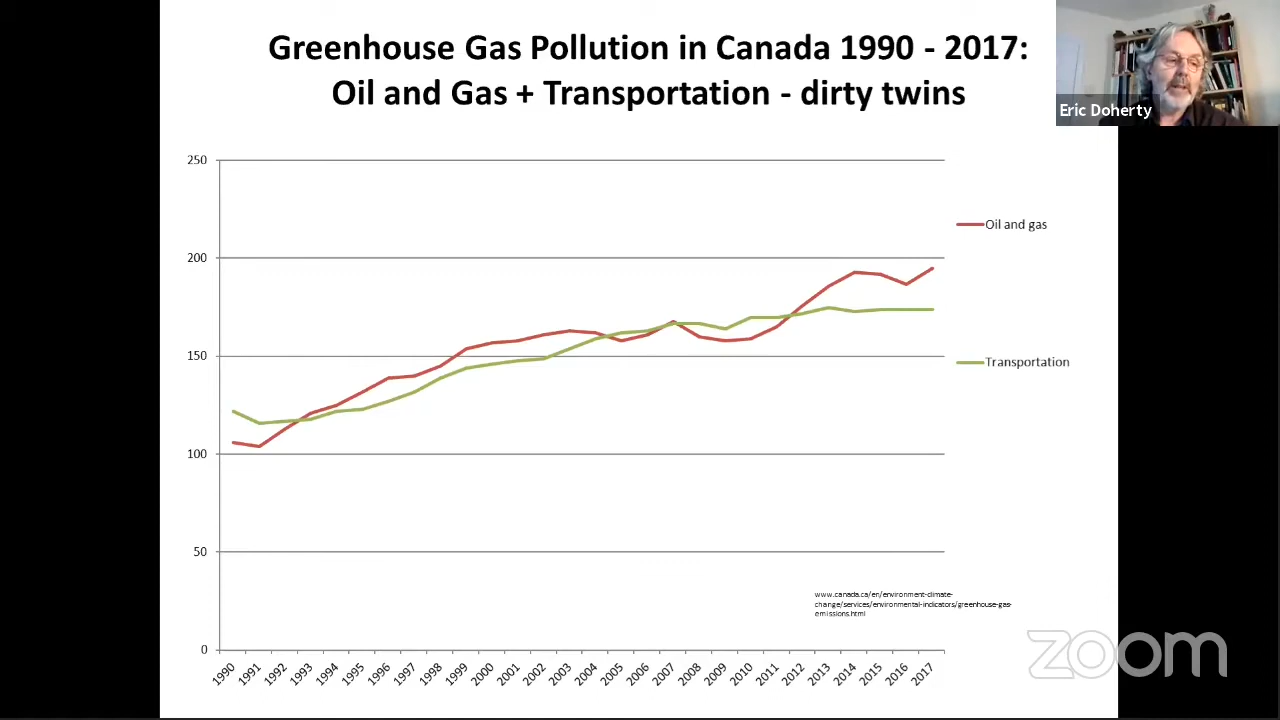 Greenhouse Gas Pollution in Canada 1990 - 2017:
Oil and Gas + Transportation - dirty twins
Eric Doherty
250
200
150
100
50
0
Oil and gas
Transportation
www.canada.ca/en/environment-climate-
change/services/environmental-indicators/greenhouse-gas-
emissions.html
1990 1991 1992 1993 1994 1995 1996 1997 1998 1999 2000 2001 2002 2003 2004 2005 2006 2007 2008 2009 2010 2011 2012 2013 2014 2015 2016 2017
zoom